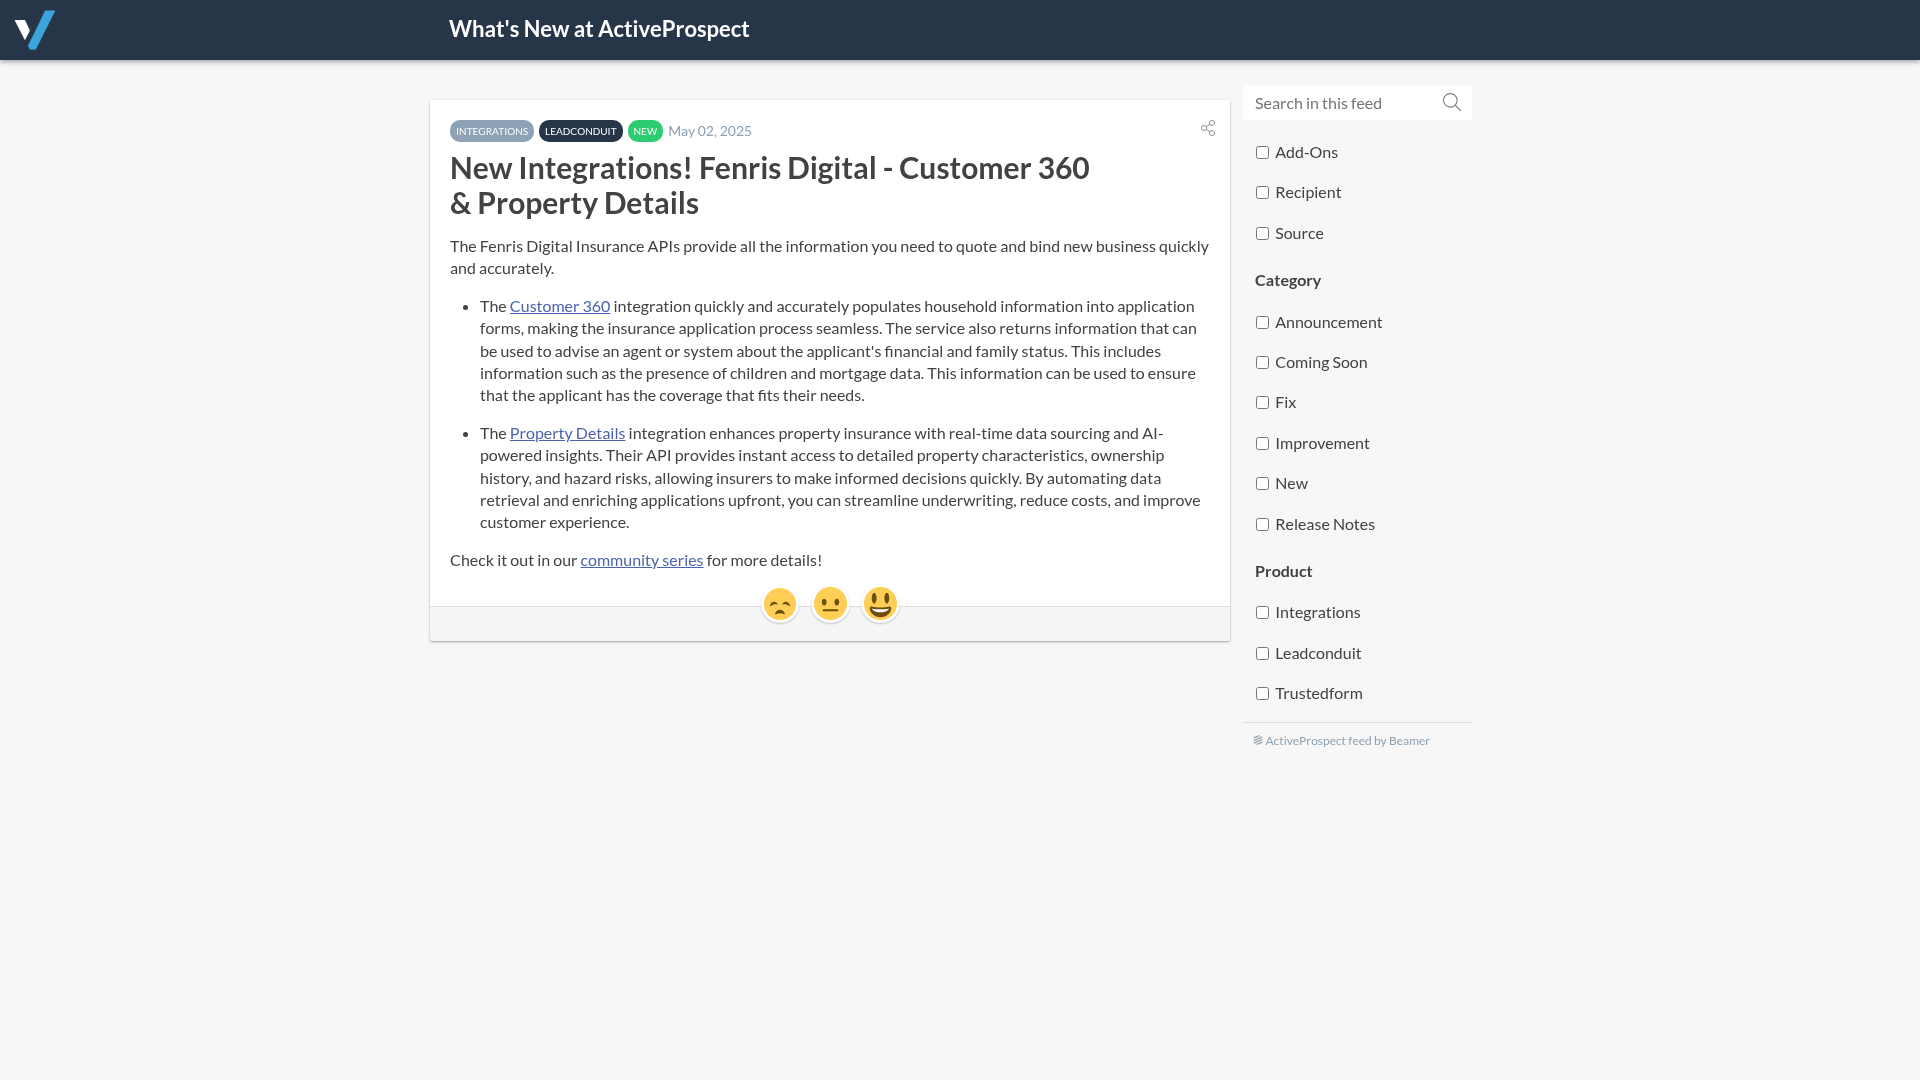 What's New at ActiveProspect
INTEGRATIONS LEADCONDUIT NEW May 02, 2025
New Integrations! Fenris Digital - Customer 360
& Property Details
The Fenris Digital Insurance APIs provide all the information you need to quote and bind new business quickly
and accurately.
• The Customer 360 integration quickly and accurately populates household information into application
forms, making the insurance application process seamless. The service also returns information that can
be used to advise an agent or system about the applicant's financial and family status. This includes
information such as the presence of children and mortgage data. This information can be used to ensure
that the applicant has the coverage that fits their needs.
• The Property Details integration enhances property insurance with real-time data sourcing and AI-
powered insights. Their API provides instant access to detailed property characteristics, ownership
history, and hazard risks, allowing insurers to make informed decisions quickly. By automating data
retrieval and enriching applications upfront, you can streamline underwriting, reduce costs, and improve
customer experience.
Check it out in our community series for more details!
Search in this feed
Add-Ons
Recipient
Source
Category
Announcement
Coming Soon
Fix
Improvement
New
Release Notes
Product
Integrations
Leadconduit
Trustedform
ActiveProspect feed by Beamer